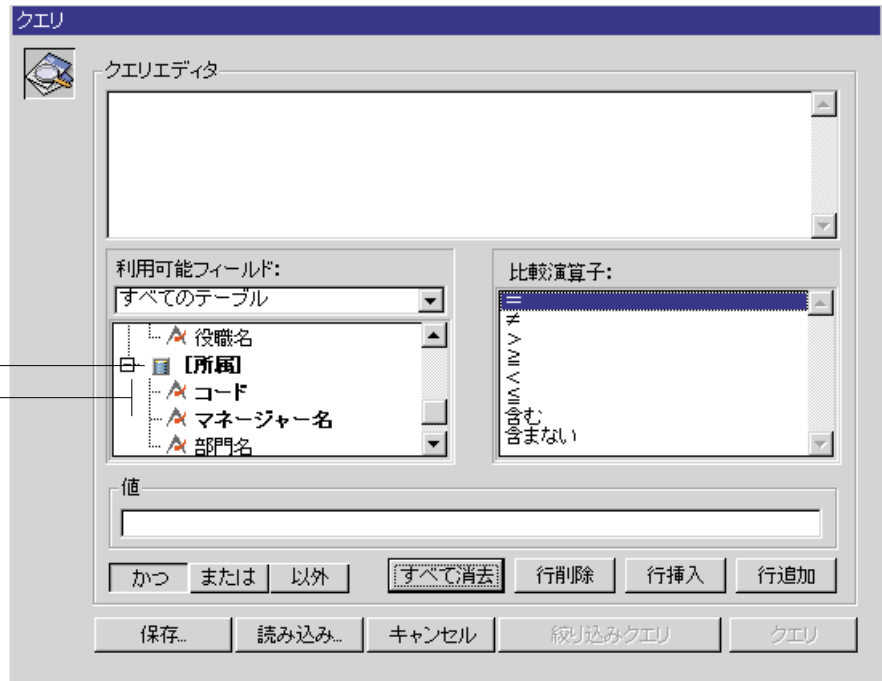 クエリ
クエリエディタ
利用可能フィールド:
すべてのテーブル
役職名
[所属]
コード
マネージャー名
部門名
比較演算子:
=
≠
>
≧
<
≦
含む
含まない
値
かつ
または
以外
すべて消去
行削除
行挿入
行追加
保存...
読み込み...
キャンセル
絞り込みクエリ
クエリ